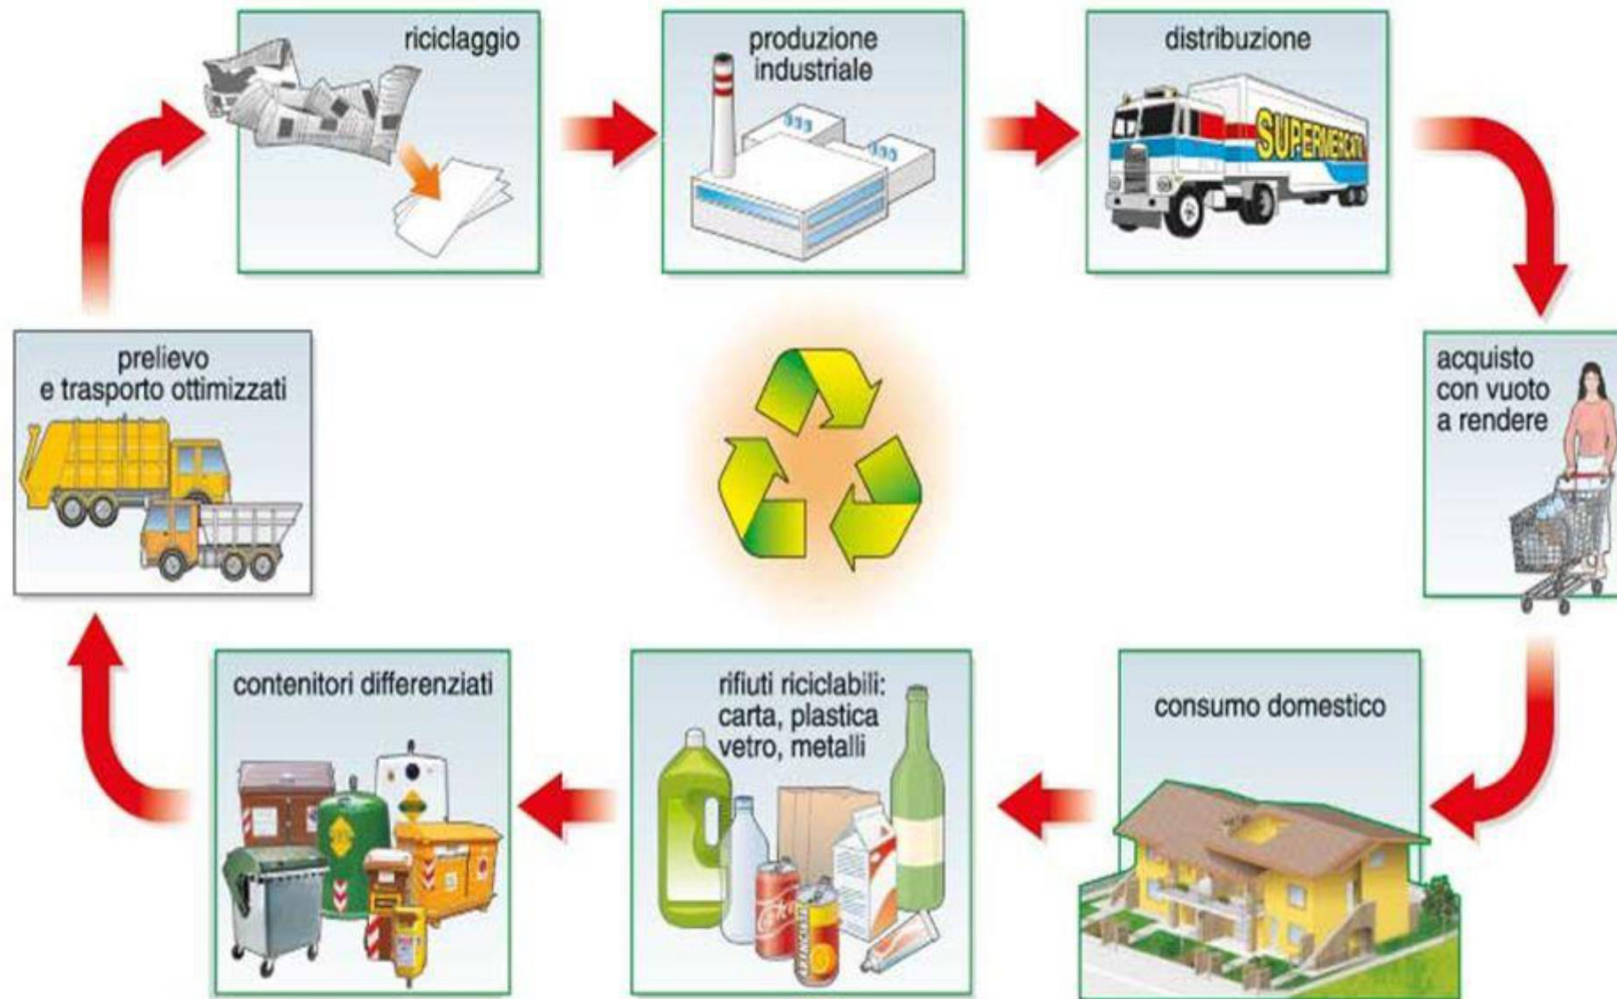 riciclaggio
produzione
industriale
distribuzione
SUPERMERCATI
prelievo
e trasporto ottimizzati
acquisto
con vuoto
a rendere
contenitori differenziati
rifiuti riciclabili:
carta, plastica
vetro, metalli
consumo domestico